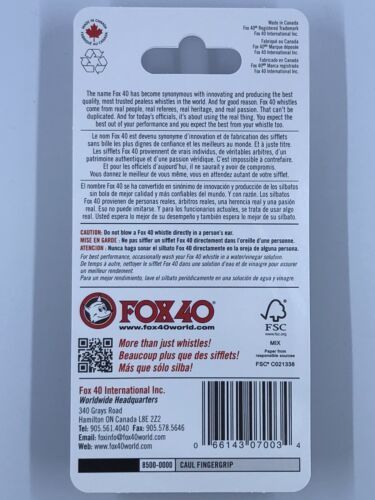 MADE IN CANADA
Made in Canada
Fox 40® Registered Trademark
Fox 40 International Inc.
Fabriqué au Canada
Fox 40® Marque déposée
Fox 40 International Inc.
Fabricado en Canadá
Fox 40® Marca registrada
Fox 40 International Inc.
The name Fox 40 has become synonymous with innovating and producing the best
quality, most trusted pealess whistles in the world. And for good reason. Fox 40 whistles
come from real people, real referees, real heritage, and real passion. That can't be
duplicated. And for today's officials, it's about using the real thing. You expect the
best out of your performance and you expect the best from your whistle too.
Le nom Fox 40 est devenu synonyme d'innovation et de fabrication des sifflets
sans bille les plus dignes de confiance et les meilleurs au monde. Et à juste titre.
Les sifflets Fox 40 proviennent de vrais individus, de véritables arbitres, d'un
patrimoine authentique et d'une passion véridique. C'est impossible à contrefaire.
Et pour les officiels d'aujourd'hui, il ne saurait y avoir de compromis.
Vous donnez le meilleur de vous même, vous en attendez autant de votre sifflet.
El nombre Fox 40 se ha convertido en sinónimo de innovación y producción de los silbatos
sin bola de mejor calidad y más confiables del mundo. Y con razón. Los silbatos
Fox 40 provienen de personas reales, árbitros reales, una herencia real y una pasión
real. Eso no puede imitarse. Y para los funcionarios actuales, se trata de usar algo
real. Usted espera lo mejor de su desempeño y también espera lo mejor de su silbato.
CAUTION: Do not blow a Fox 40 whistle directly in a person's ear.
MISE EN GARDE : Ne pas siffler un sifflet Fox 40 directement dans l'oreille d'une personne.
ATENCIÓN: Nunca haga sonar el silbato Fox 40 directamente en la oreja de alguna persona.
For best performance, occasionally wash your Fox 40 whistle in a water/vinegar solution.
De temps à autre, nettoyer le sifflet Fox 40 dans une solution d'eau et de vinaigre pour assurer
un meilleur rendement.
Para un mejor rendimiento, lave el silbato periódicamente en una solución de agua y vinagre.
FOX 40®
www.fox40world.com
FSC
www.fsc.org
MIX
Paper from
responsible sources
FSC® C021336
More than just whistles!
Beaucoup plus que des sifflets!
Más que sólo silba!
Fox 40 International Inc.
Worldwide Headquarters
340 Grays Road
Hamilton ON Canada L8E 2Z2
Tel: 905.561.4040 Fax: 905.578.5646
Email: foxinfo@fox40world.com
Web: www.fox40world.com
0 66143 07003 4
8500-0000 CAUL FINGERGRIP